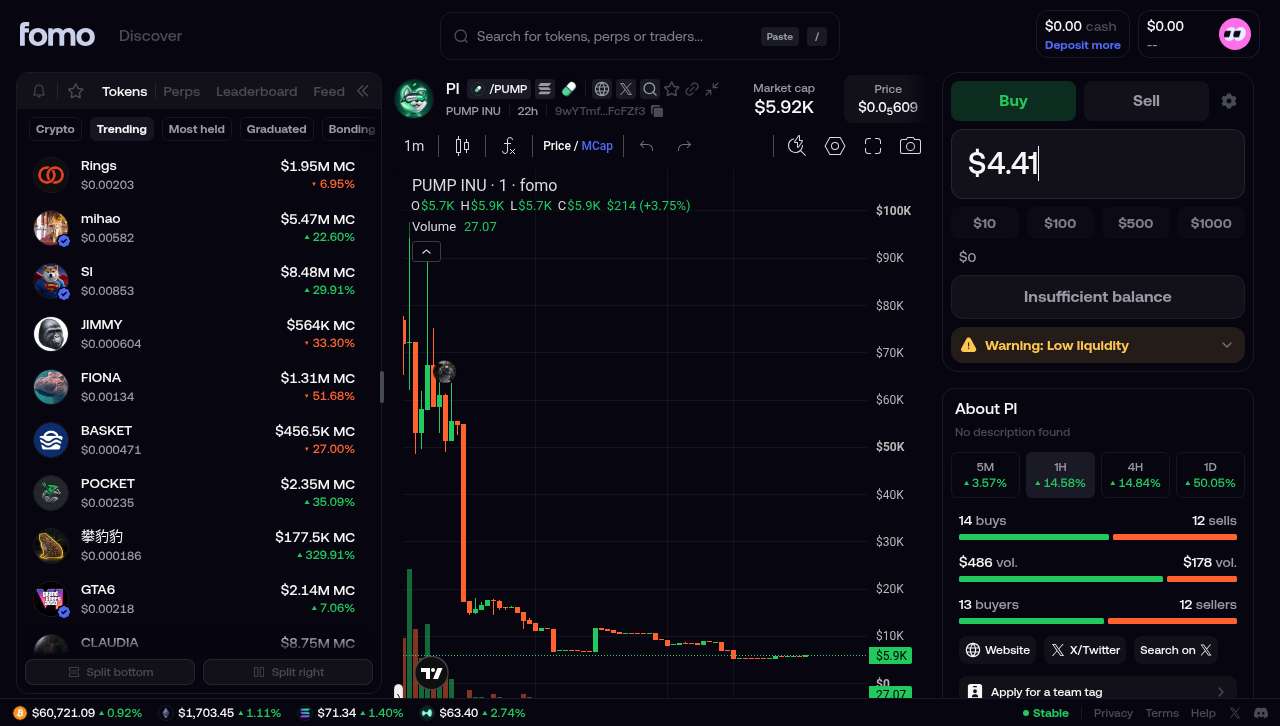 fomo
Discover
Search for tokens, perps or traders...
Paste
/
$0.00 cash
Deposit more
$0.00
--
Tokens
Perps
Leaderboard
Feed
Crypto
Trending
Most held
Graduated
Bonding
Rings
$0.00203
$1.95M MC
6.95%
mihao
$0.00582
$5.47M MC
22.60%
SI
$0.00853
$8.48M MC
29.91%
JIMMY
$0.000604
$564K MC
33.30%
FIONA
$0.00134
$1.31M MC
51.68%
BASKET
$0.000471
$456.5K MC
27.00%
POCKET
$0.00235
$2.35M MC
35.09%
攀豹豹
$0.000186
$177.5K MC
329.91%
GTA6
$0.00218
$2.14M MC
7.06%
CLAUDIA
$8.75M MC
Split bottom
Split right
PI
/PUMP
PUMP INU
22h
9wYTmf...FcFZf3
Market cap
$5.92K
Price
$0.0₅609
1m
Price / MCap
PUMP INU · 1 · fomo
O$5.7K H$5.9K L$5.7K C$5.9K $214 (+3.75%)
Volume 27.07
$100K
$90K
$80K
$70K
$60K
$50K
$40K
$30K
$20K
$10K
$5.9K
$0
27.07
Buy
Sell
$4.41
$10
$100
$500
$1000
$0
Insufficient balance
Warning: Low liquidity
About PI
No description found
5M
3.57%
1H
14.58%
4H
14.84%
1D
50.05%
14 buys
12 sells
$486 vol.
$178 vol.
13 buyers
12 sellers
Website
X/Twitter
Search on X
Apply for a team tag
$60,721.09 0.92%
$1,703.45 1.11%
$71.34 1.40%
$63.40 2.74%
Stable
Privacy
Terms
Help